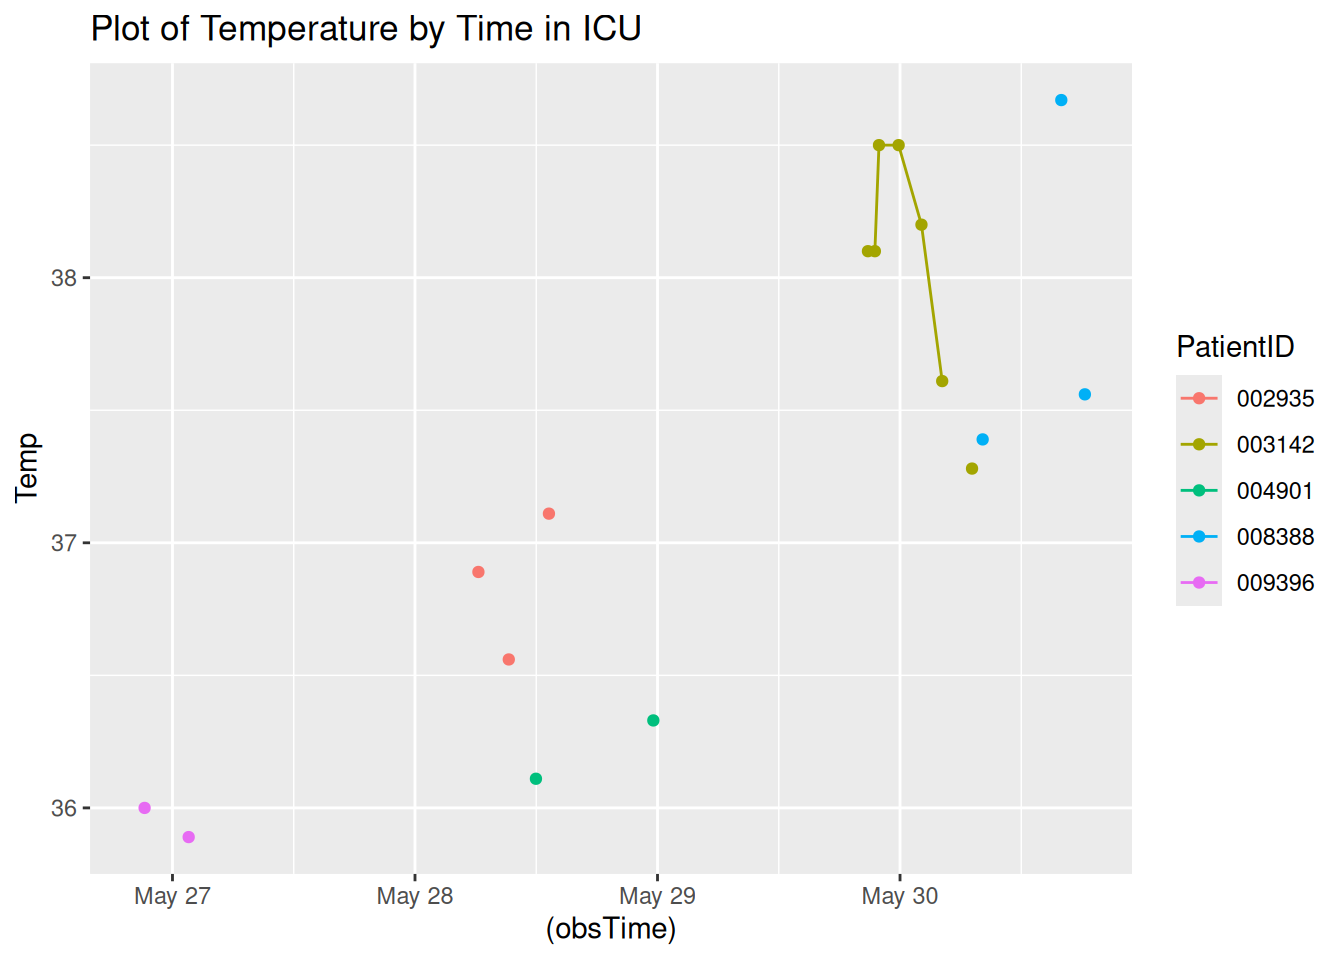 Plot of Temperature by Time in ICU
Temp
38
37
36
May 27
May 28
May 29
May 30
(obsTime)
PatientID
002935
003142
004901
008388
009396